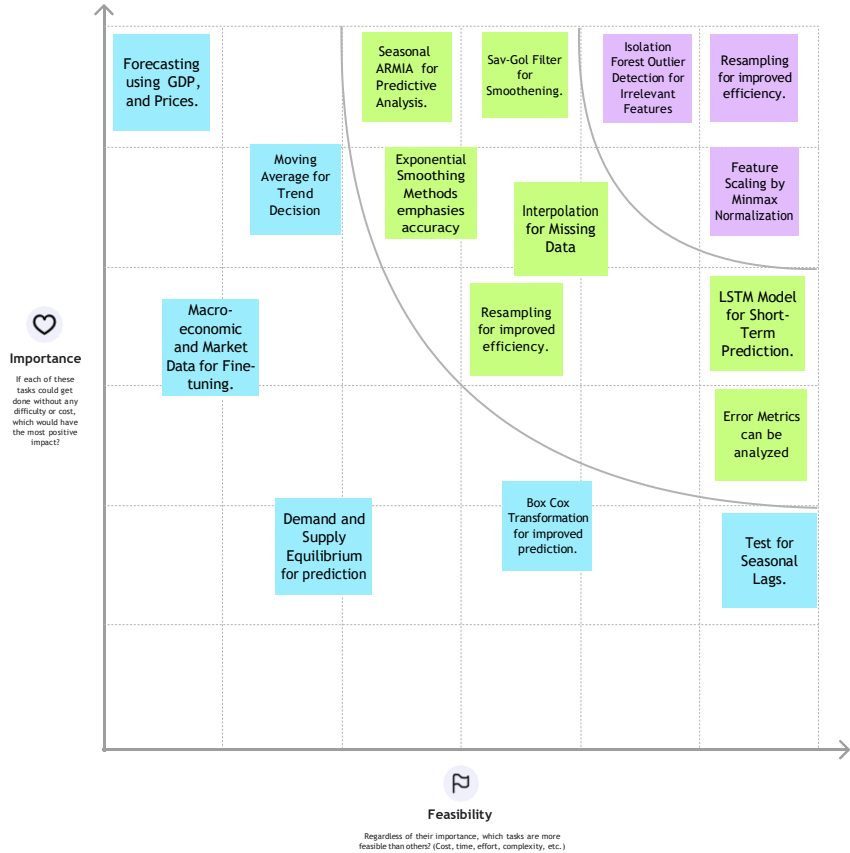 Forecasting
using GDP,
and Prices.
Seasonal
ARMIA for
Predictive
Analysis.
Sav-Gol Filter
for
Smoothening.
Isolation
Forest Outlier
Detection for
Irrelevant
Features
Resampling
for improved
efficiency.
Moving
Average for
Trend
Decision
Exponential
Smoothing
Methods
emphasies
accuracy
Interpolation
for Missing
Data
Feature
Scaling by
Minmax
Normalization
Macro-
economic
and Market
Data for Fine-
tuning.
Resampling
for improved
efficiency.
LSTM Model
for Short-
Term
Prediction.
Error Metrics
can be
analyzed
Demand and
Supply
Equilibrium
for prediction
Box Cox
Transformation
for improved
prediction.
Test for
Seasonal
Lags.
Importance
If each of these
tasks could get
done without any
difficulty or cost,
which would have
the most positive
impact?
Feasibility
Regardless of their importance, which tasks are more
feasible than others? (Cost, time, effort, complexity, etc.)